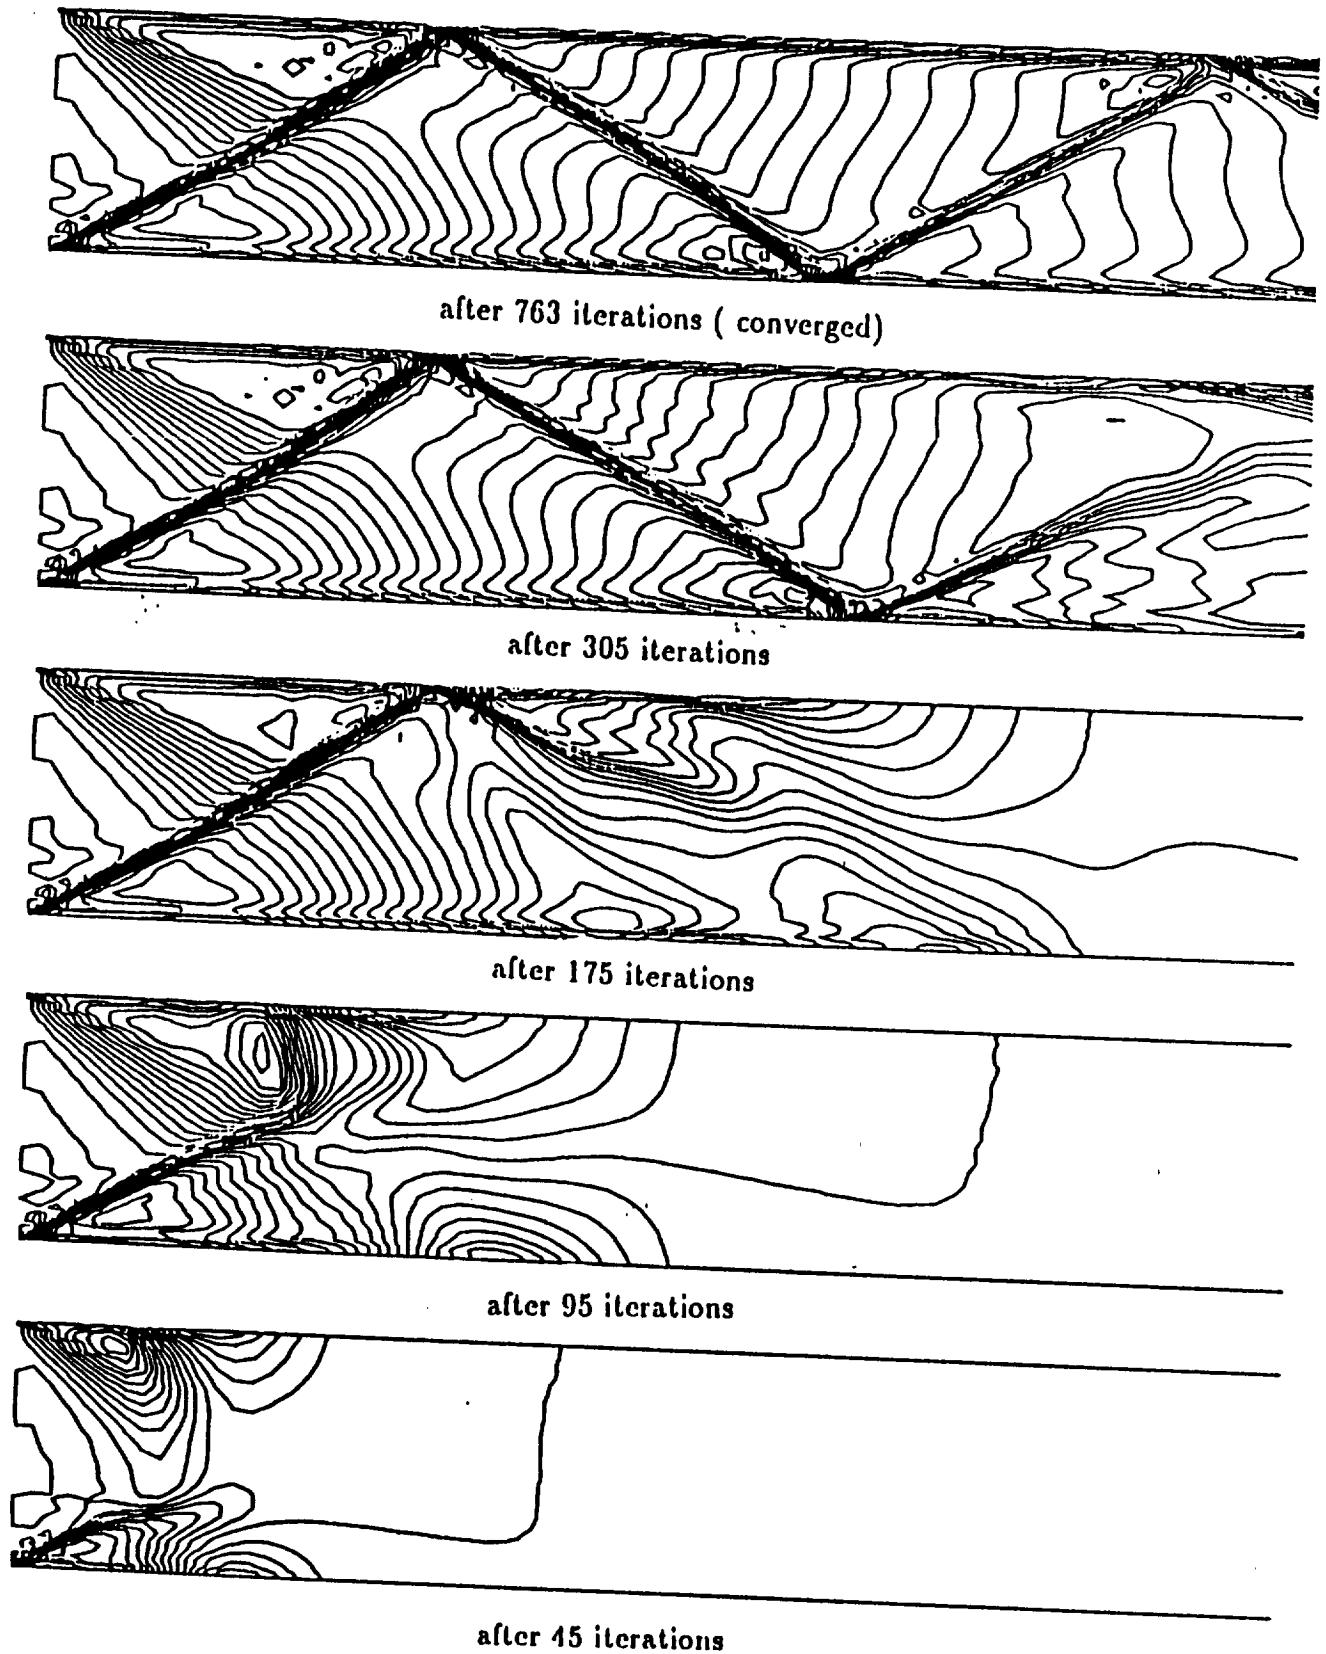 after 763 iterations ( converged)
after 305 iterations
after 175 iterations
after 95 iterations
after 45 iterations